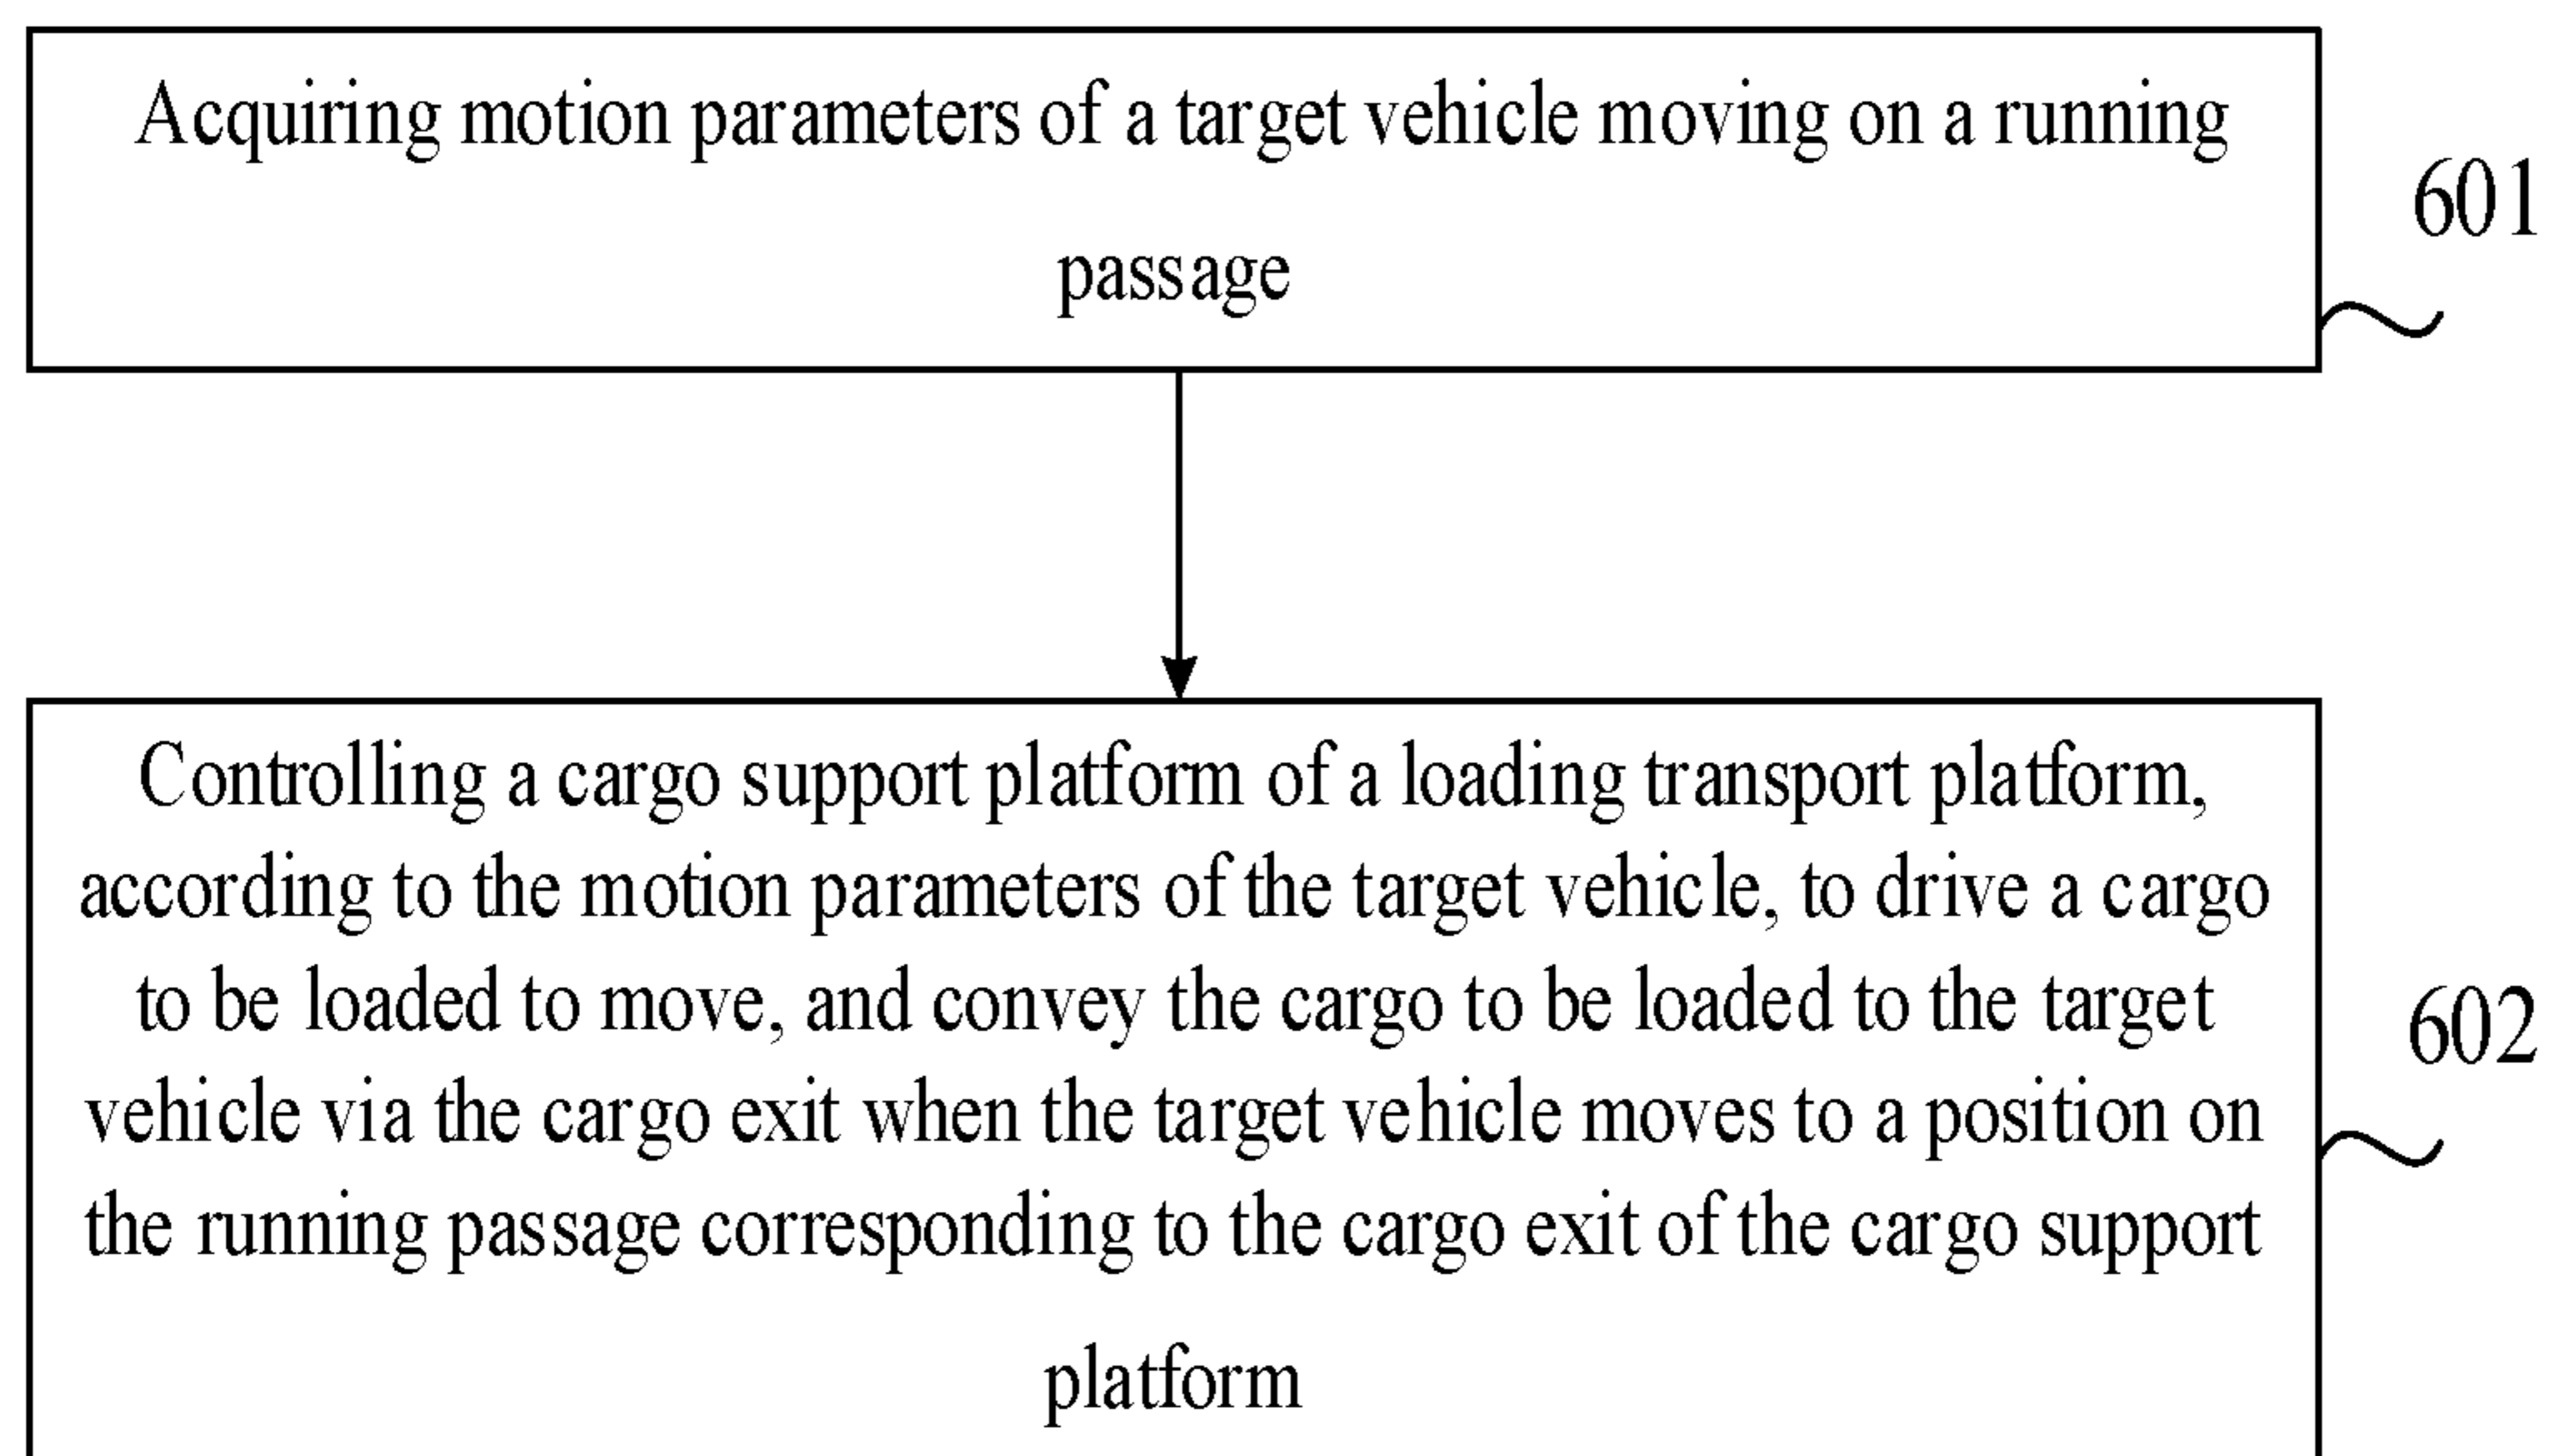 Acquiring motion parameters of a target vehicle moving on a running
passage
601
Controlling a cargo support platform of a loading transport platform,
according to the motion parameters of the target vehicle, to drive a cargo
to be loaded to move, and convey the cargo to be loaded to the target
vehicle via the cargo exit when the target vehicle moves to a position on
the running passage corresponding to the cargo exit of the cargo support
platform
602